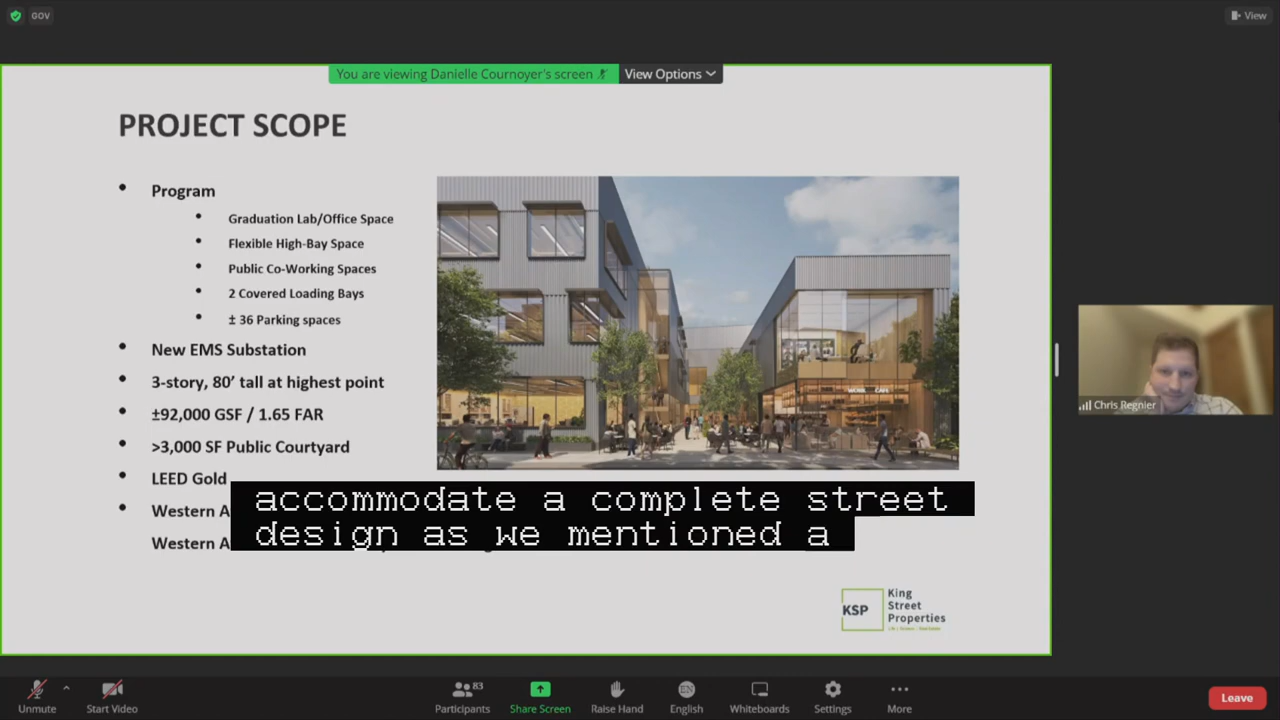 GOV
View
You are viewing Danielle Cournoyer's screen
View Options
PROJECT SCOPE
• Program
• Graduation Lab/Office Space
• Flexible High-Bay Space
• Public Co-Working Spaces
• 2 Covered Loading Bays
• ± 36 Parking spaces
• New EMS Substation
• 3-story, 80’ tall at highest point
• ±92,000 GSF / 1.65 FAR
• >3,000 SF Public Courtyard
• LEED Gold
• Western A
Western A
accommodate a complete street
design as we mentioned a
CAFE
KSP
King
Street
Properties
Chris Regnier
Unmute
Start Video
83
Participants
Share Screen
Raise Hand
EN
English
Whiteboards
Settings
More
Leave